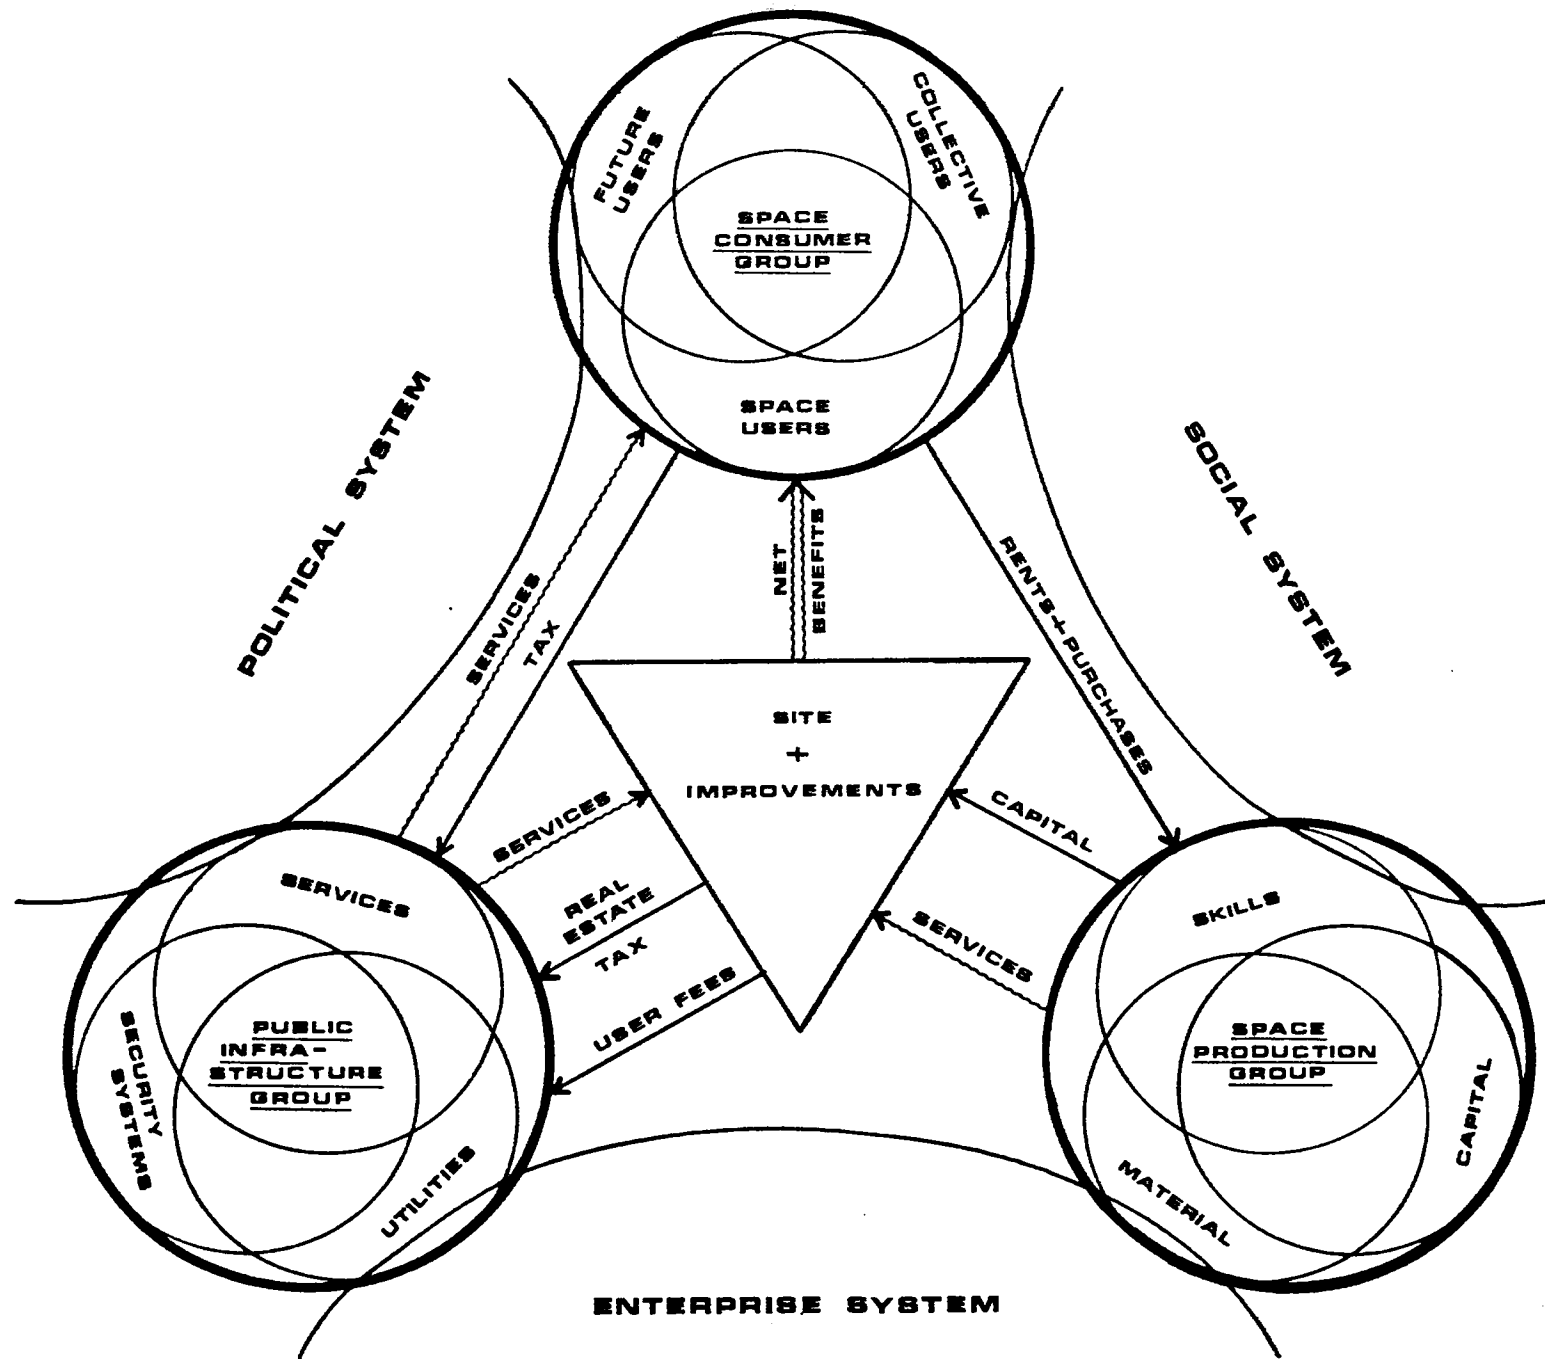 FUTURE
USERS
COLLECTIVE
USERS
SPACE
CONSUMER
GROUP
SPACE
USERS
POLITICAL SYSTEM
SOCIAL SYSTEM
SERVICES
TAX
NET
BENEFITS
RENTS+PURCHASES
SITE
+
IMPROVEMENTS
SERVICES
REAL
ESTATE
TAX
USER FEES
CAPITAL
SERVICES
SERVICES
SECURITY
SYSTEMS
PUBLIC
INFRA-
STRUCTURE
GROUP
UTILITIES
SKILLS
SPACE
PRODUCTION
GROUP
CAPITAL
MATERIAL
ENTERPRISE SYSTEM